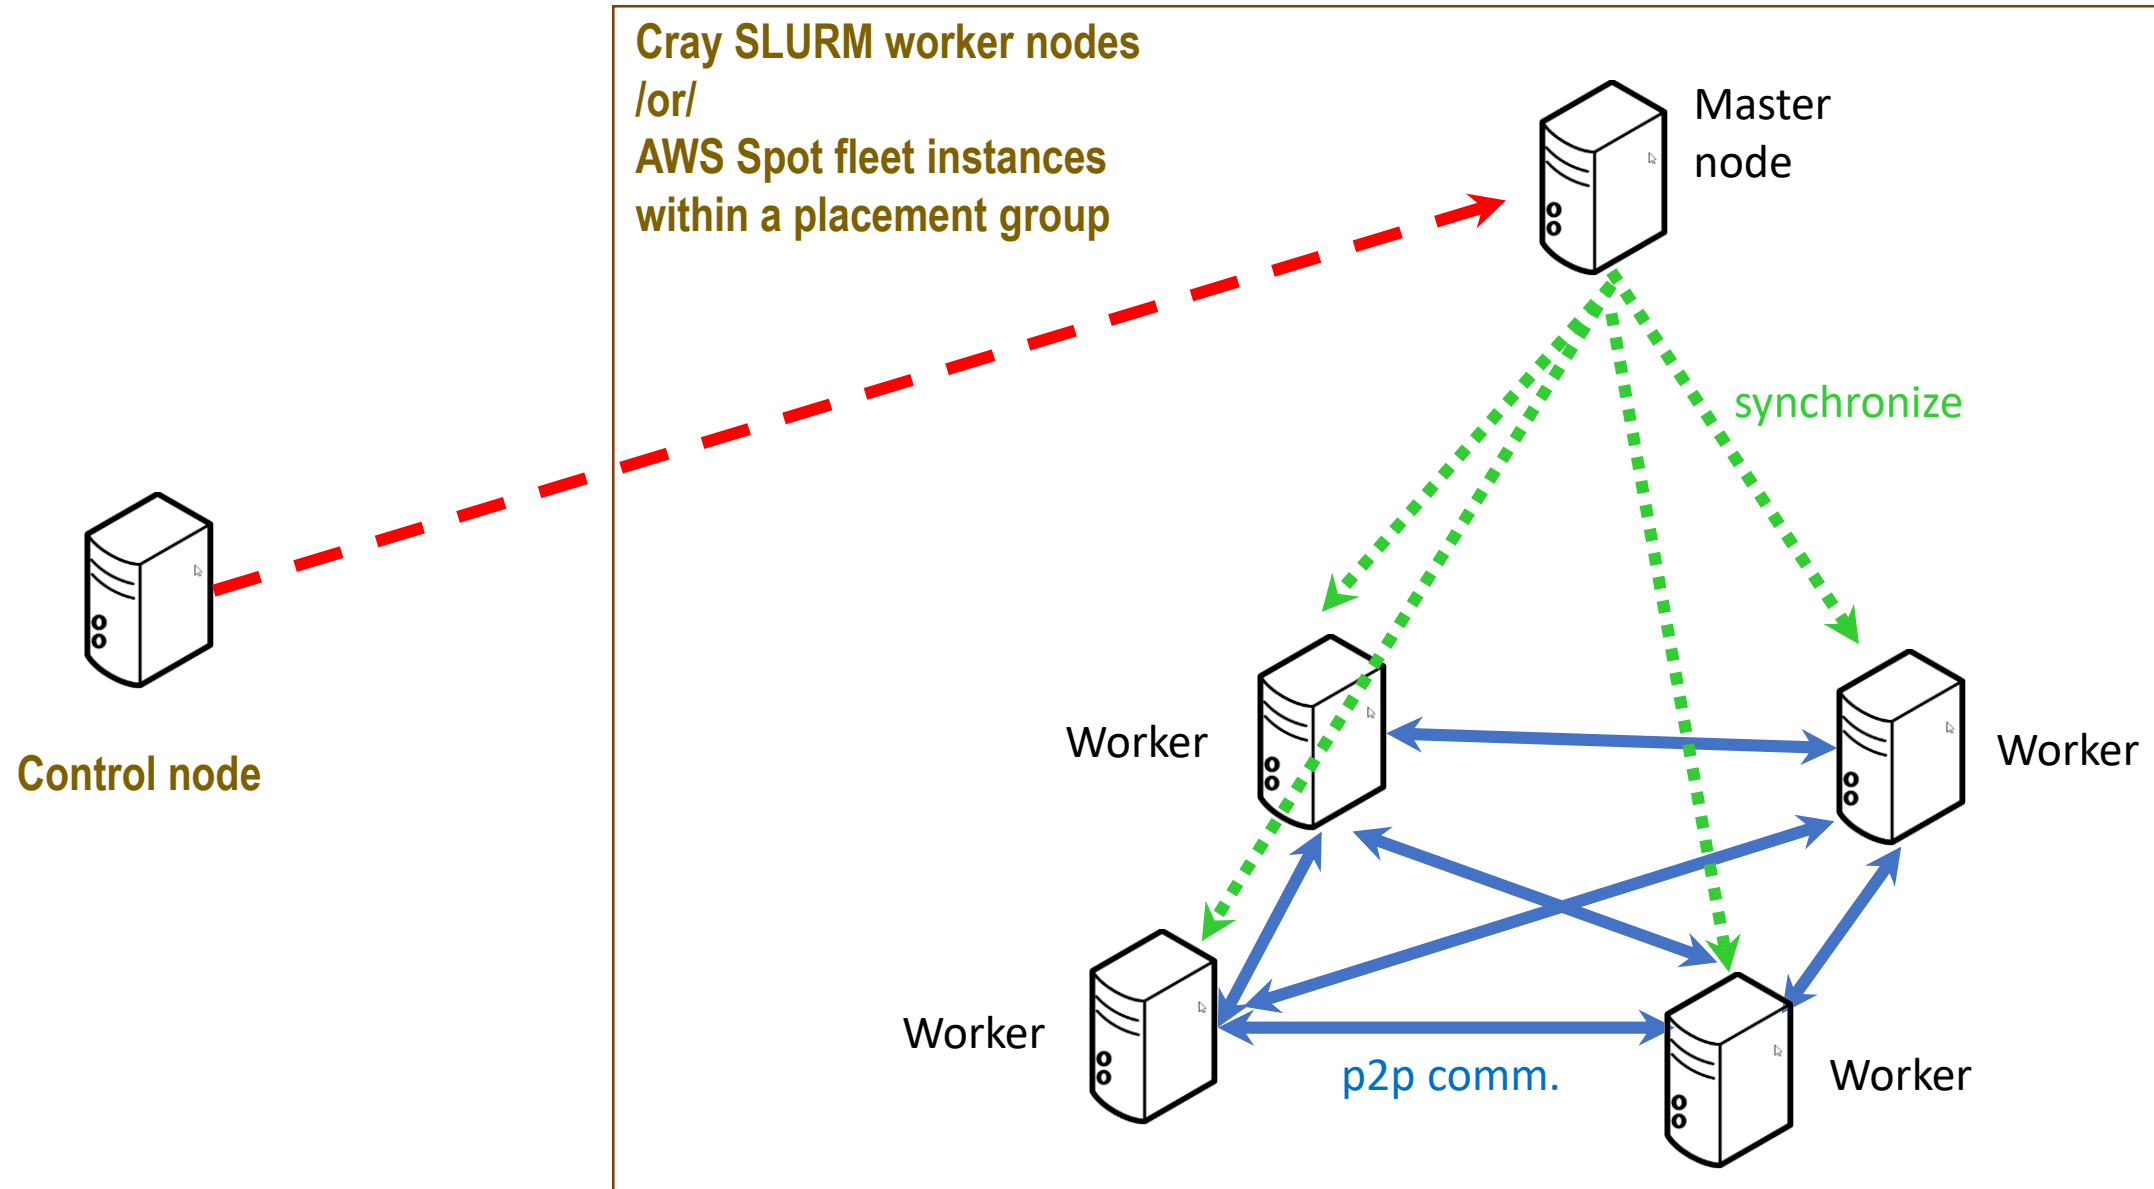 Cray SLURM worker nodes
/or/
AWS Spot fleet instances
within a placement group
Master
node
synchronize
Control node
Worker
Worker
Worker
p2p comm.
Worker